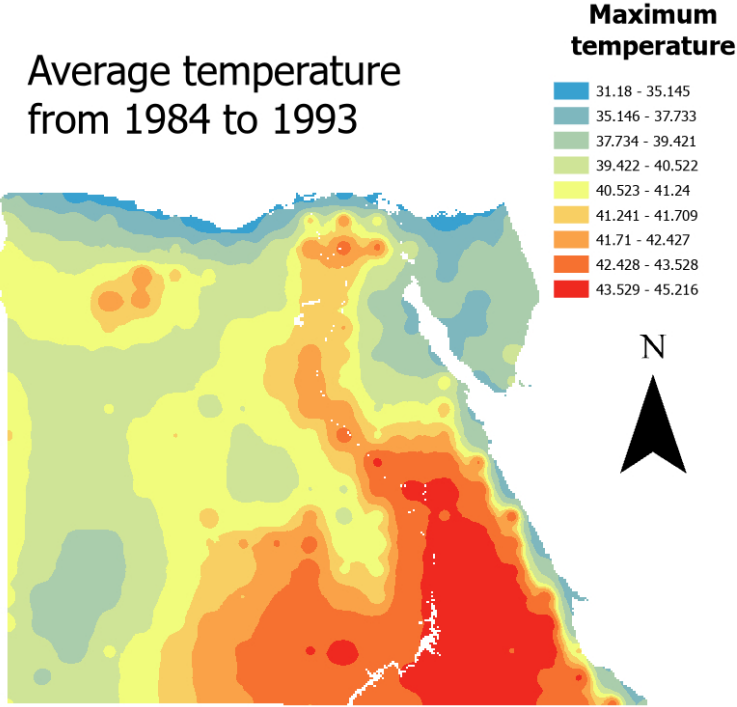 Maximum
temperature
Average temperature
from 1984 to 1993
31.18 - 35.145
35.146 - 37.733
37.734 - 39.421
39.422 - 40.522
40.523 - 41.24
41.241 - 41.709
41.71 - 42.427
42.428 - 43.528
43.529 - 45.216
N